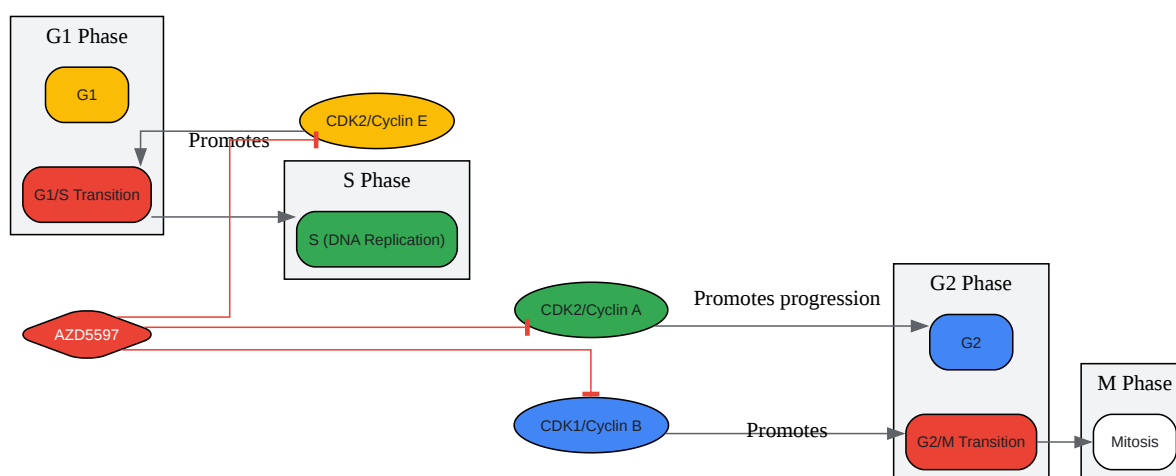 G1 Phase
G1
CDK2/Cyclin E
Promotes
G1/S Transition
S Phase
S (DNA Replication)
AZD5597
CDK2/Cyclin A
Promotes progression
G2 Phase
G2
CDK1/Cyclin B
Promotes
G2/M Transition
M Phase
Mitosis